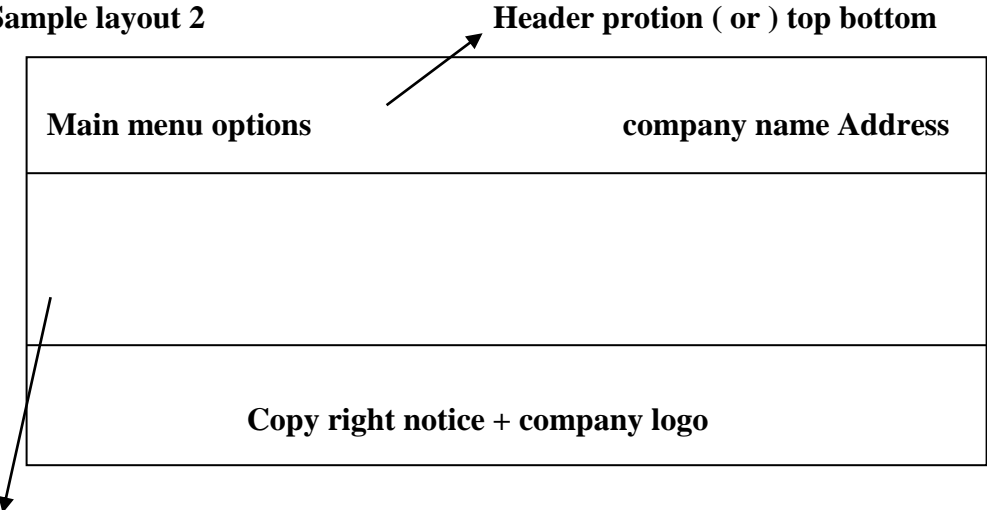 Sample layout 2 Header protion ( or ) top bottom
Main menu options company name Address
Copy right notice + company logo